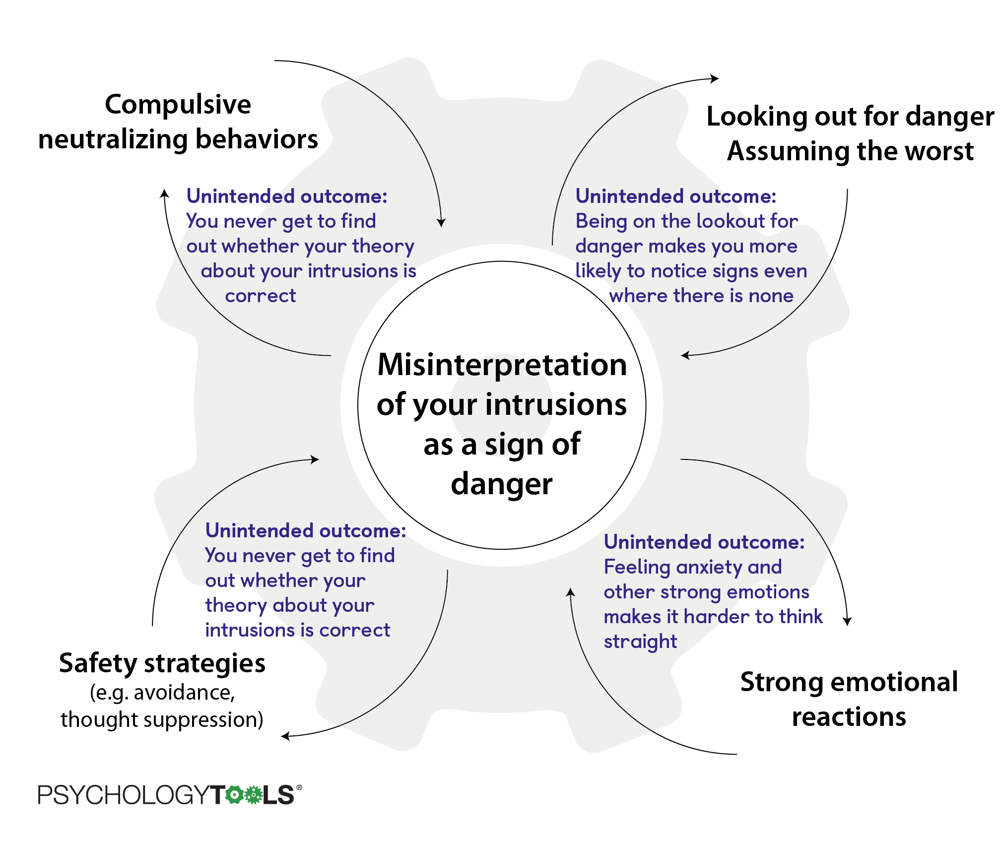 Compulsive
neutralizing behaviors
Unintended outcome:
You never get to find
out whether your theory
about your intrusions is
correct
Looking out for danger
Assuming the worst
Unintended outcome:
Being on the lookout for
danger makes you more
likely to notice signs even
where there is none
Misinterpretation
of your intrusions
as a sign of
danger
Unintended outcome:
You never get to find
out whether your
theory about your
intrusions is correct
Safety strategies
(e.g. avoidance,
thought suppression)
Unintended outcome:
Feeling anxiety and
other strong emotions
makes it harder to think
straight
Strong emotional
reactions
PSYCHOLOGYTOOLS®